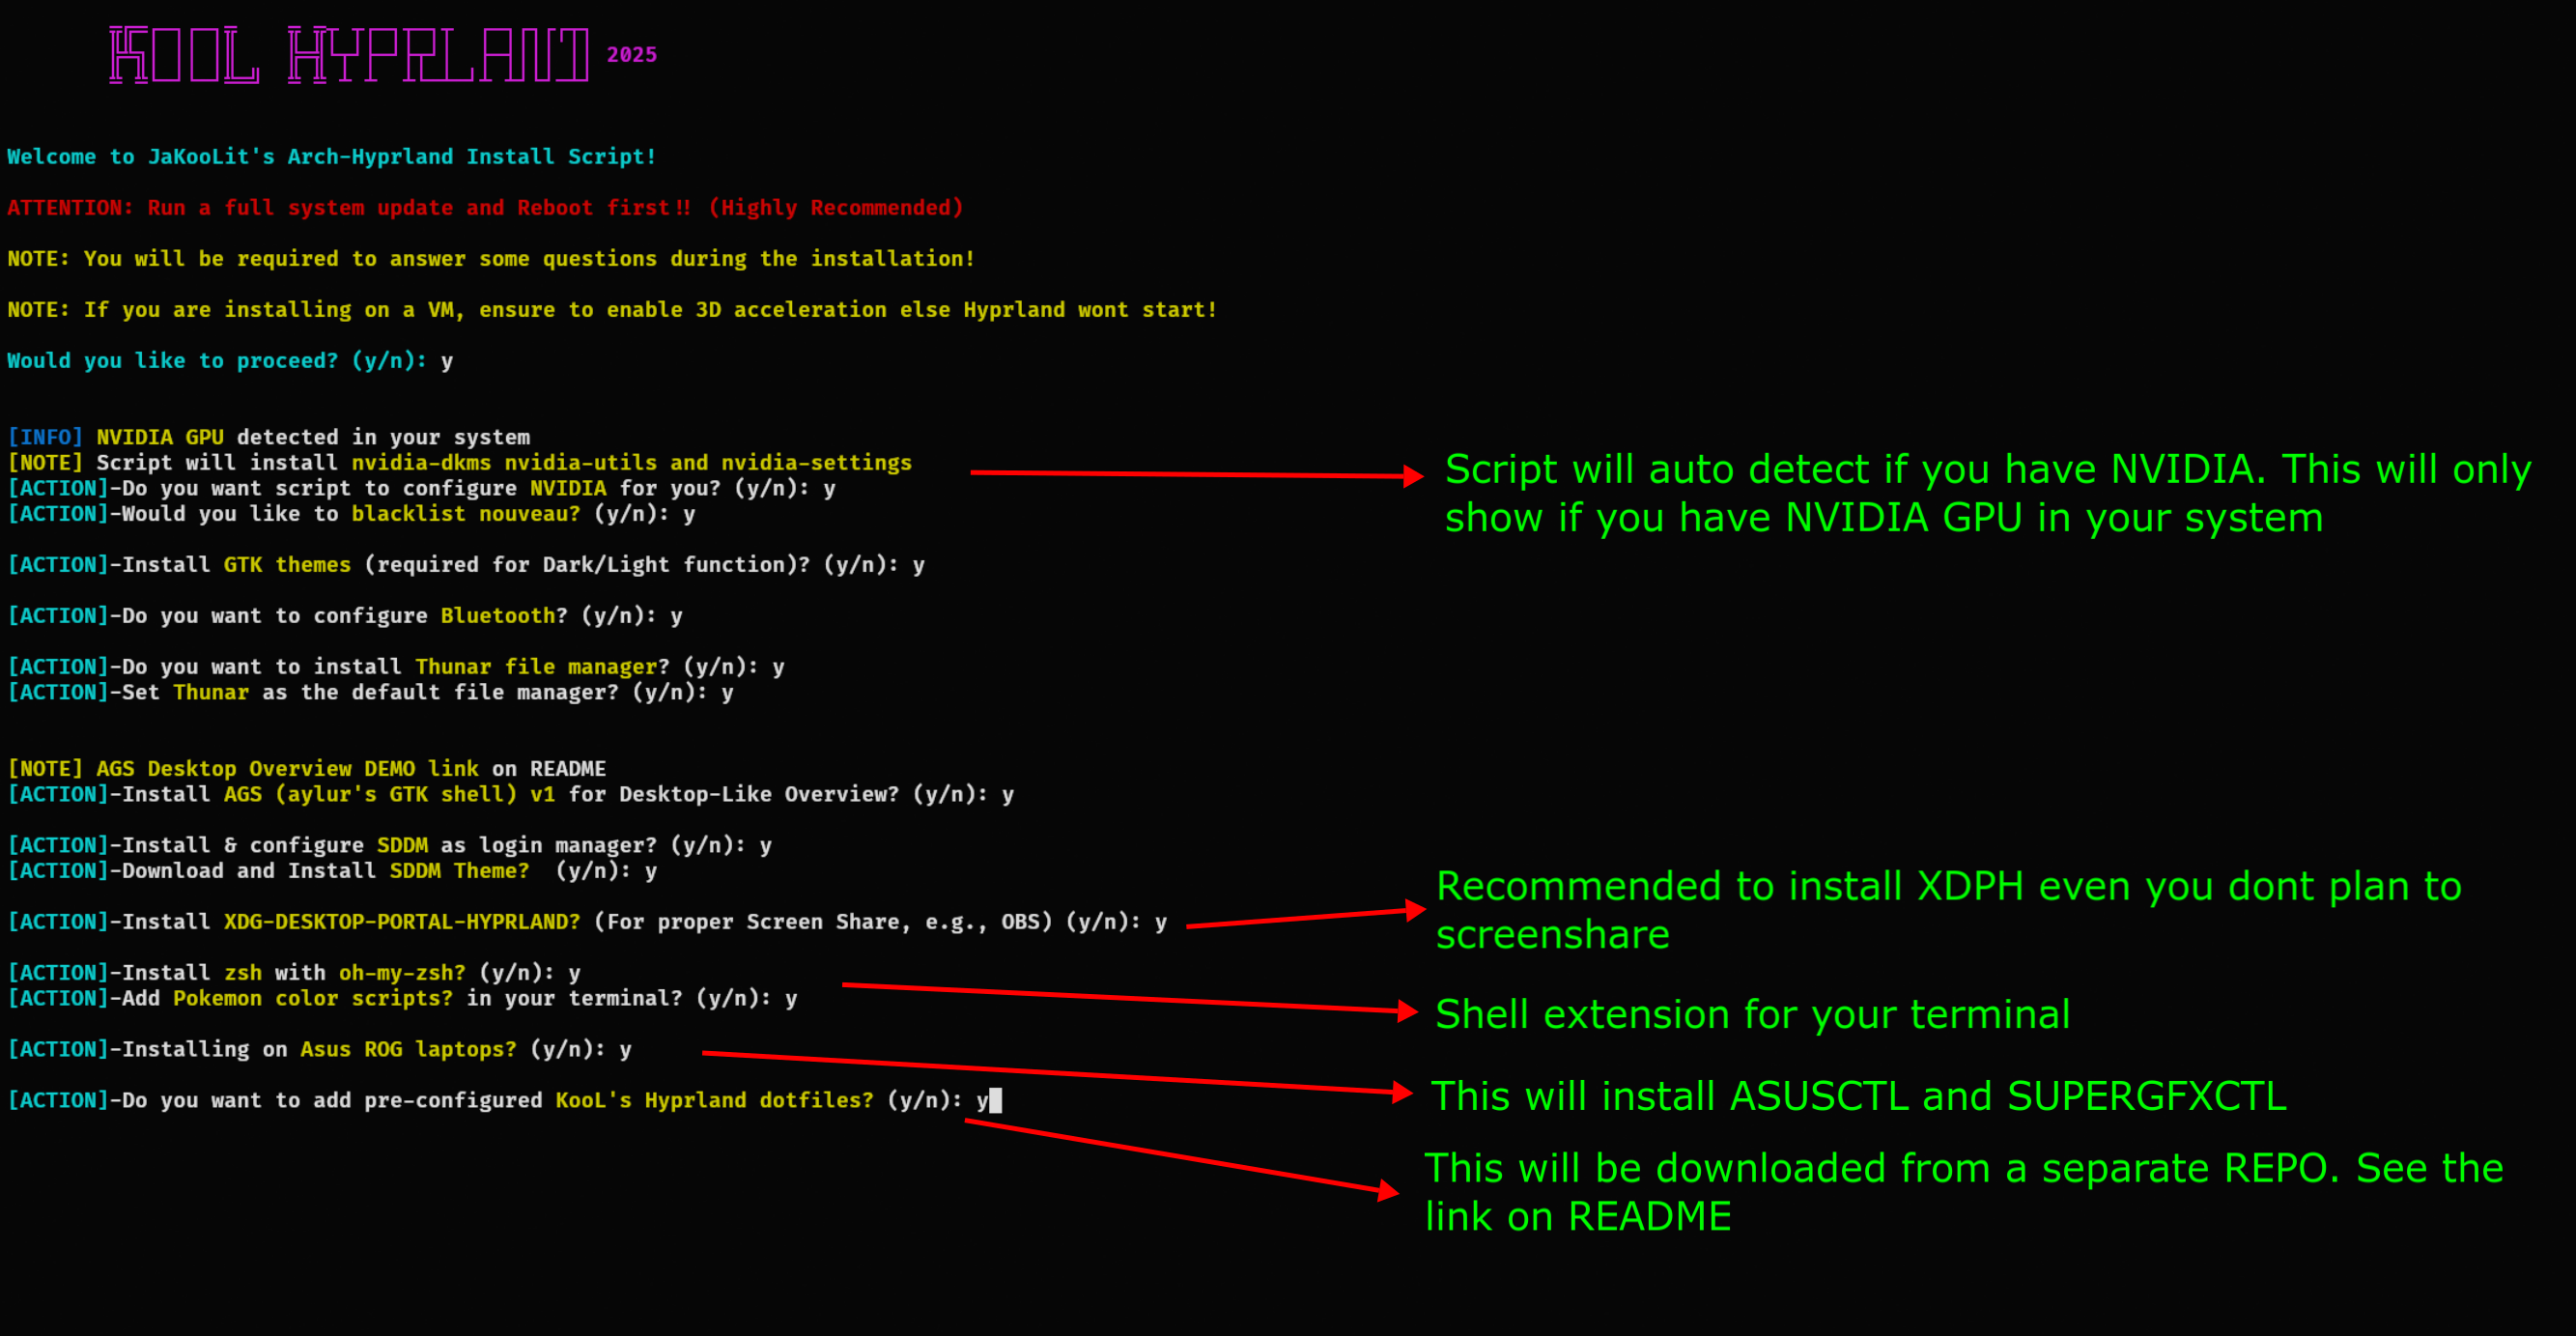 KOOL HYPRLAND 2025
Welcome to JaKooLit's Arch-Hyprland Install Script!
ATTENTION: Run a full system update and Reboot first!! (Highly Recommended)
NOTE: You will be required to answer some questions during the installation!
NOTE: If you are installing on a VM, ensure to enable 3D acceleration else Hyprland wont start!
Would you like to proceed? (y/n): y
[INFO] NVIDIA GPU detected in your system
[NOTE] Script will install nvidia-dkms nvidia-utils and nvidia-settings
[ACTION]-Do you want script to configure NVIDIA for you? (y/n): y
[ACTION]-Would you like to blacklist nouveau? (y/n): y
Script will auto detect if you have NVIDIA. This will only
show if you have NVIDIA GPU in your system
[ACTION]-Install GTK themes (required for Dark/Light function)? (y/n): y
[ACTION]-Do you want to configure Bluetooth? (y/n): y
[ACTION]-Do you want to install Thunar file manager? (y/n): y
[ACTION]-Set Thunar as the default file manager? (y/n): y
[NOTE] AGS Desktop Overview DEMO link on README
[ACTION]-Install AGS (aylur's GTK shell) v1 for Desktop-Like Overview? (y/n): y
[ACTION]-Install & configure SDDM as login manager? (y/n): y
[ACTION]-Download and Install SDDM Theme?  (y/n): y
[ACTION]-Install XDG-DESKTOP-PORTAL-HYPRLAND? (For proper Screen Share, e.g., OBS) (y/n): y
Recommended to install XDPH even you dont plan to
screenshare
[ACTION]-Install zsh with oh-my-zsh? (y/n): y
[ACTION]-Add Pokemon color scripts? in your terminal? (y/n): y
Shell extension for your terminal
[ACTION]-Installing on Asus ROG laptops? (y/n): y
This will install ASUSCTL and SUPERGFXCTL
[ACTION]-Do you want to add pre-configured KooL's Hyprland dotfiles? (y/n): y
This will be downloaded from a separate REPO. See the
link on README